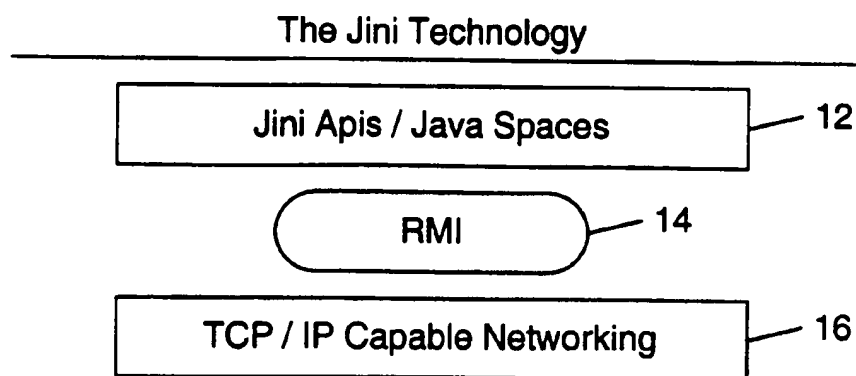 The Jini Technology
Jini Apis / Java Spaces
12
RMI
14
TCP / IP Capable Networking
16